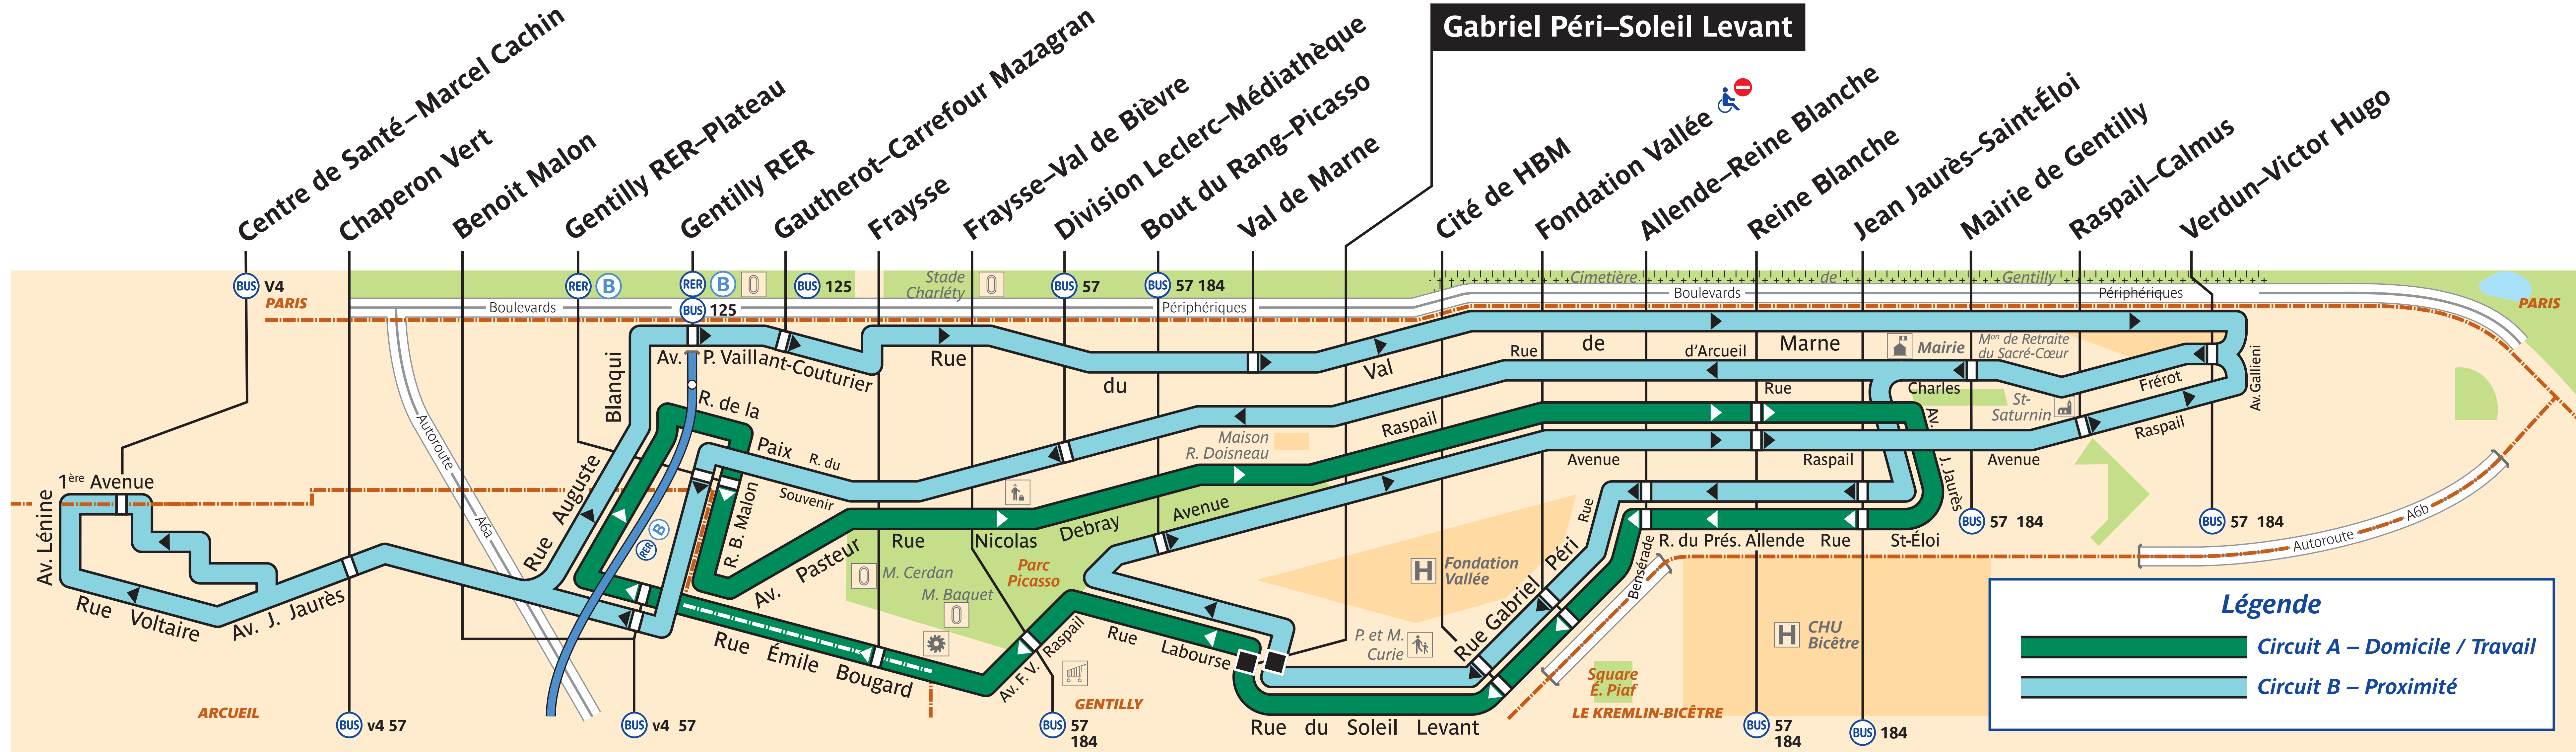 Gabriel Péri–Soleil Levant
Centre de Santé–Marcel Cachin
Chaperon Vert
Benoit Malon
Gentilly RER–Plateau
Gentilly RER
Gautherot–Carrefour Mazagran
Fraysse
Fraysse–Val de Bièvre
Division Leclerc–Médiathèque
Bout du Rang–Picasso
Val de Marne
Cité de HBM
Fondation Vallée
Allende–Reine Blanche
Reine Blanche
Jean Jaurès–Saint-Éloi
Mairie de Gentilly
Raspail–Calmus
Verdun–Victor Hugo
BUS V4
RER B
RER B
BUS 125
BUS 125
Stade
Charléty
BUS 57
BUS 57 184
Cimetière de Gentilly
PARIS
Boulevards
Périphériques
Boulevards
Périphériques
PARIS
Av. P. Vaillant-Couturier
Rue du Val de Marne
Rue d'Arcueil
Mairie
Mon de Retraite
du Sacré-Cœur
Rue Charles Frérot
Av. Gallieni
St-
Saturnin
Raspail
Blanqui
Rue Auguste
R. de la
Paix
R. du
Souvenir
Maison
R. Doisneau
Raspail
Avenue
Raspail
Avenue
Av.
J. Jaurès
Autoroute
A6a
1ère Avenue
Av. Lénine
Rue Voltaire
Av. J. Jaurès
RER B
R. B. Malon
Av. Pasteur
Rue Nicolas Debray
Avenue
M. Cerdan
M. Baquet
Parc
Picasso
Rue Émile Bougard
Av. F. V. Raspail
Rue Labourse
Fondation
Vallée
P. et M.
Curie
Rue Gabriel Péri
Rue
Bensérade
R. du Prés. Allende
Rue St-Éloi
BUS 57 184
BUS 57 184
Autoroute
A6b
CHU
Bicêtre
Square
É. Piaf
LE KREMLIN-BICÊTRE
Rue du Soleil Levant
GENTILLY
ARCUEIL
BUS v4 57
BUS v4 57
BUS 57
184
BUS 57
184
BUS 184
H
H
Légende
Circuit A – Domicile / Travail
Circuit B – Proximité